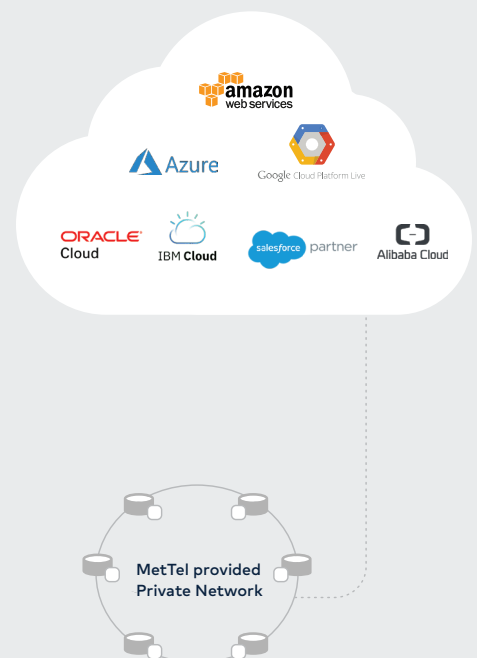 amazon
web services
Azure
Google Cloud Platform Live
ORACLE
Cloud
IBM Cloud
salesforce partner
Alibaba Cloud
MetTel provided
Private Network